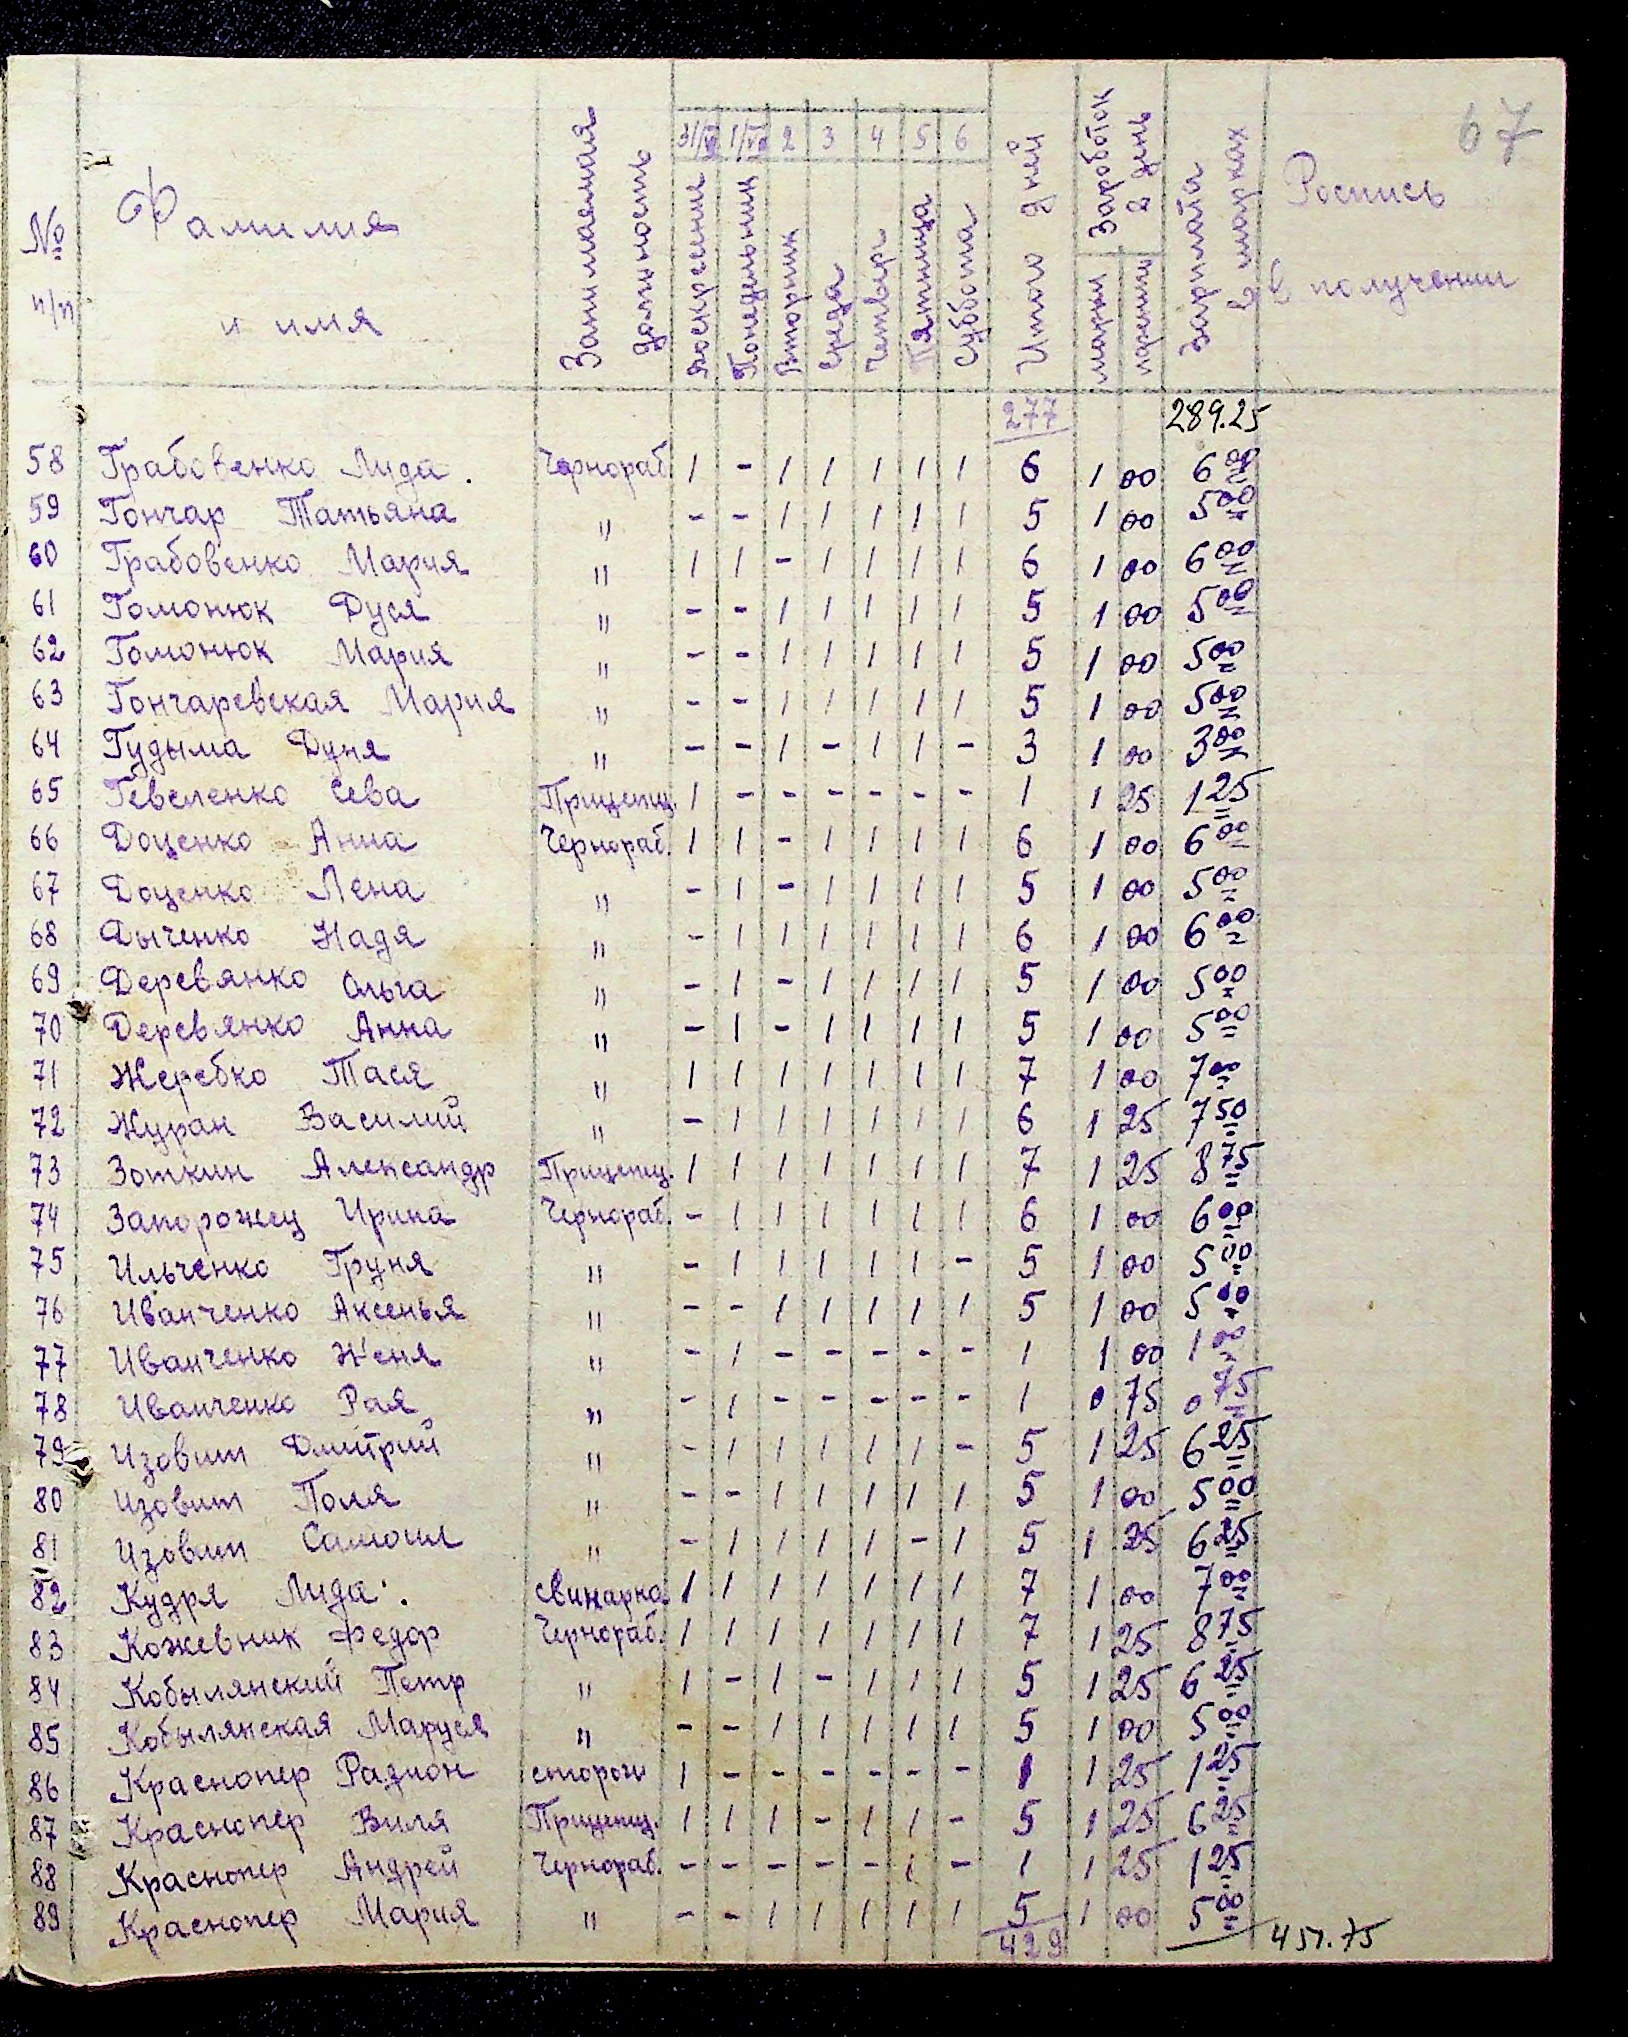 67
№ п/п
Фамилия и имя
Занимаемая должность
31/V 1/VI 2 3 4 5 6
Воскресение Понедельник Вторник Среда Четверг Пятница Суббота
Итого дней
Заробото́к в день
марки
пфениги
Зарплата в марках
Роспись в получении
277 289.25
58 Грабовенко Лида. Чернораб. 1 - 1 1 1 1 1 6 1 00 6 00
59 Гончар Татьяна " - - 1 1 1 1 1 5 1 00 5 00
60 Грабовенко Мария " 1 1 - 1 1 1 1 6 1 00 6 00
61 Гомонюк Дуся " - - 1 1 1 1 1 5 1 00 5 00
62 Гомонюк Мария " - - 1 1 1 1 1 5 1 00 5 00
63 Гончаревская Мария " - - 1 1 1 1 1 5 1 00 5 00
64 Гудыма Дуня " - - 1 - 1 1 - 3 1 00 3 00
65 Гевеленко Сева Прицепщ. 1 - - - - - - 1 1 25 1 25
66 Доценко Анна Чернораб. 1 1 - 1 1 1 1 6 1 00 6 00
67 Доценко Лена " - 1 - 1 1 1 1 5 1 00 5 00
68 Дыченко Надя " - 1 1 1 1 1 1 6 1 00 6 00
69 Деревянко Ольга " - 1 - 1 1 1 1 5 1 00 5 00
70 Деревянко Анна " - 1 - 1 1 1 1 5 1 00 5 00
71 Жеребко Тася " 1 1 1 1 1 1 1 7 1 00 7 00
72 Журан Василий " - 1 1 1 1 1 1 6 1 25 7 50
73 Зоткин Александр Прицепщ. 1 1 1 1 1 1 1 7 1 25 8 75
74 Запорожец Ирина Чернораб. - 1 1 1 1 1 1 6 1 00 6 00
75 Ильченко Груня " - 1 1 1 1 1 - 5 1 00 5 00
76 Иванченко Аксенья " - - 1 1 1 1 1 5 1 00 5 00
77 Иванченко Женя " - 1 - - - - - 1 1 00 1 00
78 Иванченко Рая " - 1 - - - - - 1 0 75 0 75
79 Изовит Дмитрий " - 1 1 1 1 1 - 5 1 25 6 25
80 Изовит Поля " - - 1 1 1 1 1 5 1 00 5 00
81 Изовит Самоил " - 1 1 1 1 - 1 5 1 25 6 25
82 Кудря Лида. свинарка 1 1 1 1 1 1 1 7 1 00 7 00
83 Кожевник Федор Чернораб. 1 1 1 1 1 1 1 7 1 25 8 75
84 Кобылянский Петр " 1 - 1 - 1 1 1 5 1 25 6 25
85 Кобылянская Маруся " - - 1 1 1 1 1 5 1 00 5 00
86 Краснопер Радион сторож 1 - - - - - - 1 1 25 1 25
87 Краснопер Виля Прицепщ. 1 1 1 - 1 1 - 5 1 25 6 25
88 Краснопер Андрей Чернораб. - - - - - 1 - 1 1 25 1 25
89 Краснопер Мария " - - 1 1 1 1 1 5 1 00 5 00
429 451.75